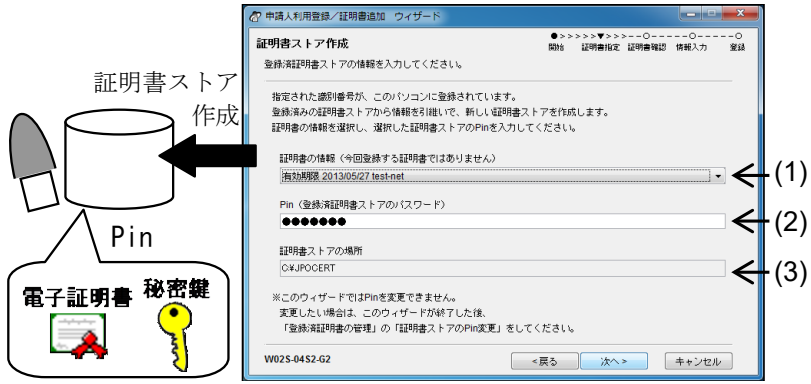 証明書ストア
作成
Pin
電子証明書
秘密鍵
申請人利用登録／証明書追加　ウィザード
証明書ストア作成
●>>>>>▼>>>--○-----○-----○
開始 証明書指定 証明書確認 情報入力 登録
登録済証明書ストアの情報を入力してください。
指定された識別番号が、このパソコンに登録されています。
登録済みの証明書ストアから情報を引継いで、新しい証明書ストアを作成します。
証明書の情報を選択し、選択した証明書ストアのPinを入力してください。
証明書の情報（今回登録する証明書ではありません）
有効期限 2013/05/27 test-net
(1)
Pin（登録済証明書ストアのパスワード）
●●●●●●●
(2)
証明書ストアの場所
C:¥JPOCERT
(3)
※このウィザードではPinを変更できません。
変更したい場合は、このウィザードが終了した後、
「登録済証明書の管理」の「証明書ストアのPin変更」をしてください。
W02S-04S2-G2
<戻る
次へ >
キャンセル